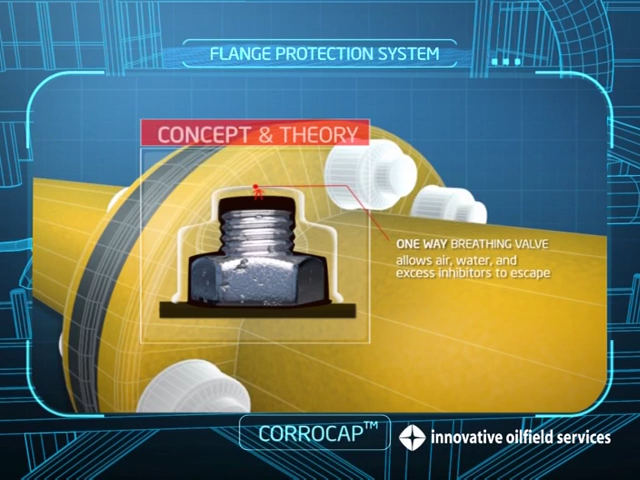 FLANGE PROTECTION SYSTEM
CONCEPT & THEORY
ONE WAY BREATHING VALVE
allows air, water, and
excess inhibitors to escape
CORROCAP™
innovative oilfield services